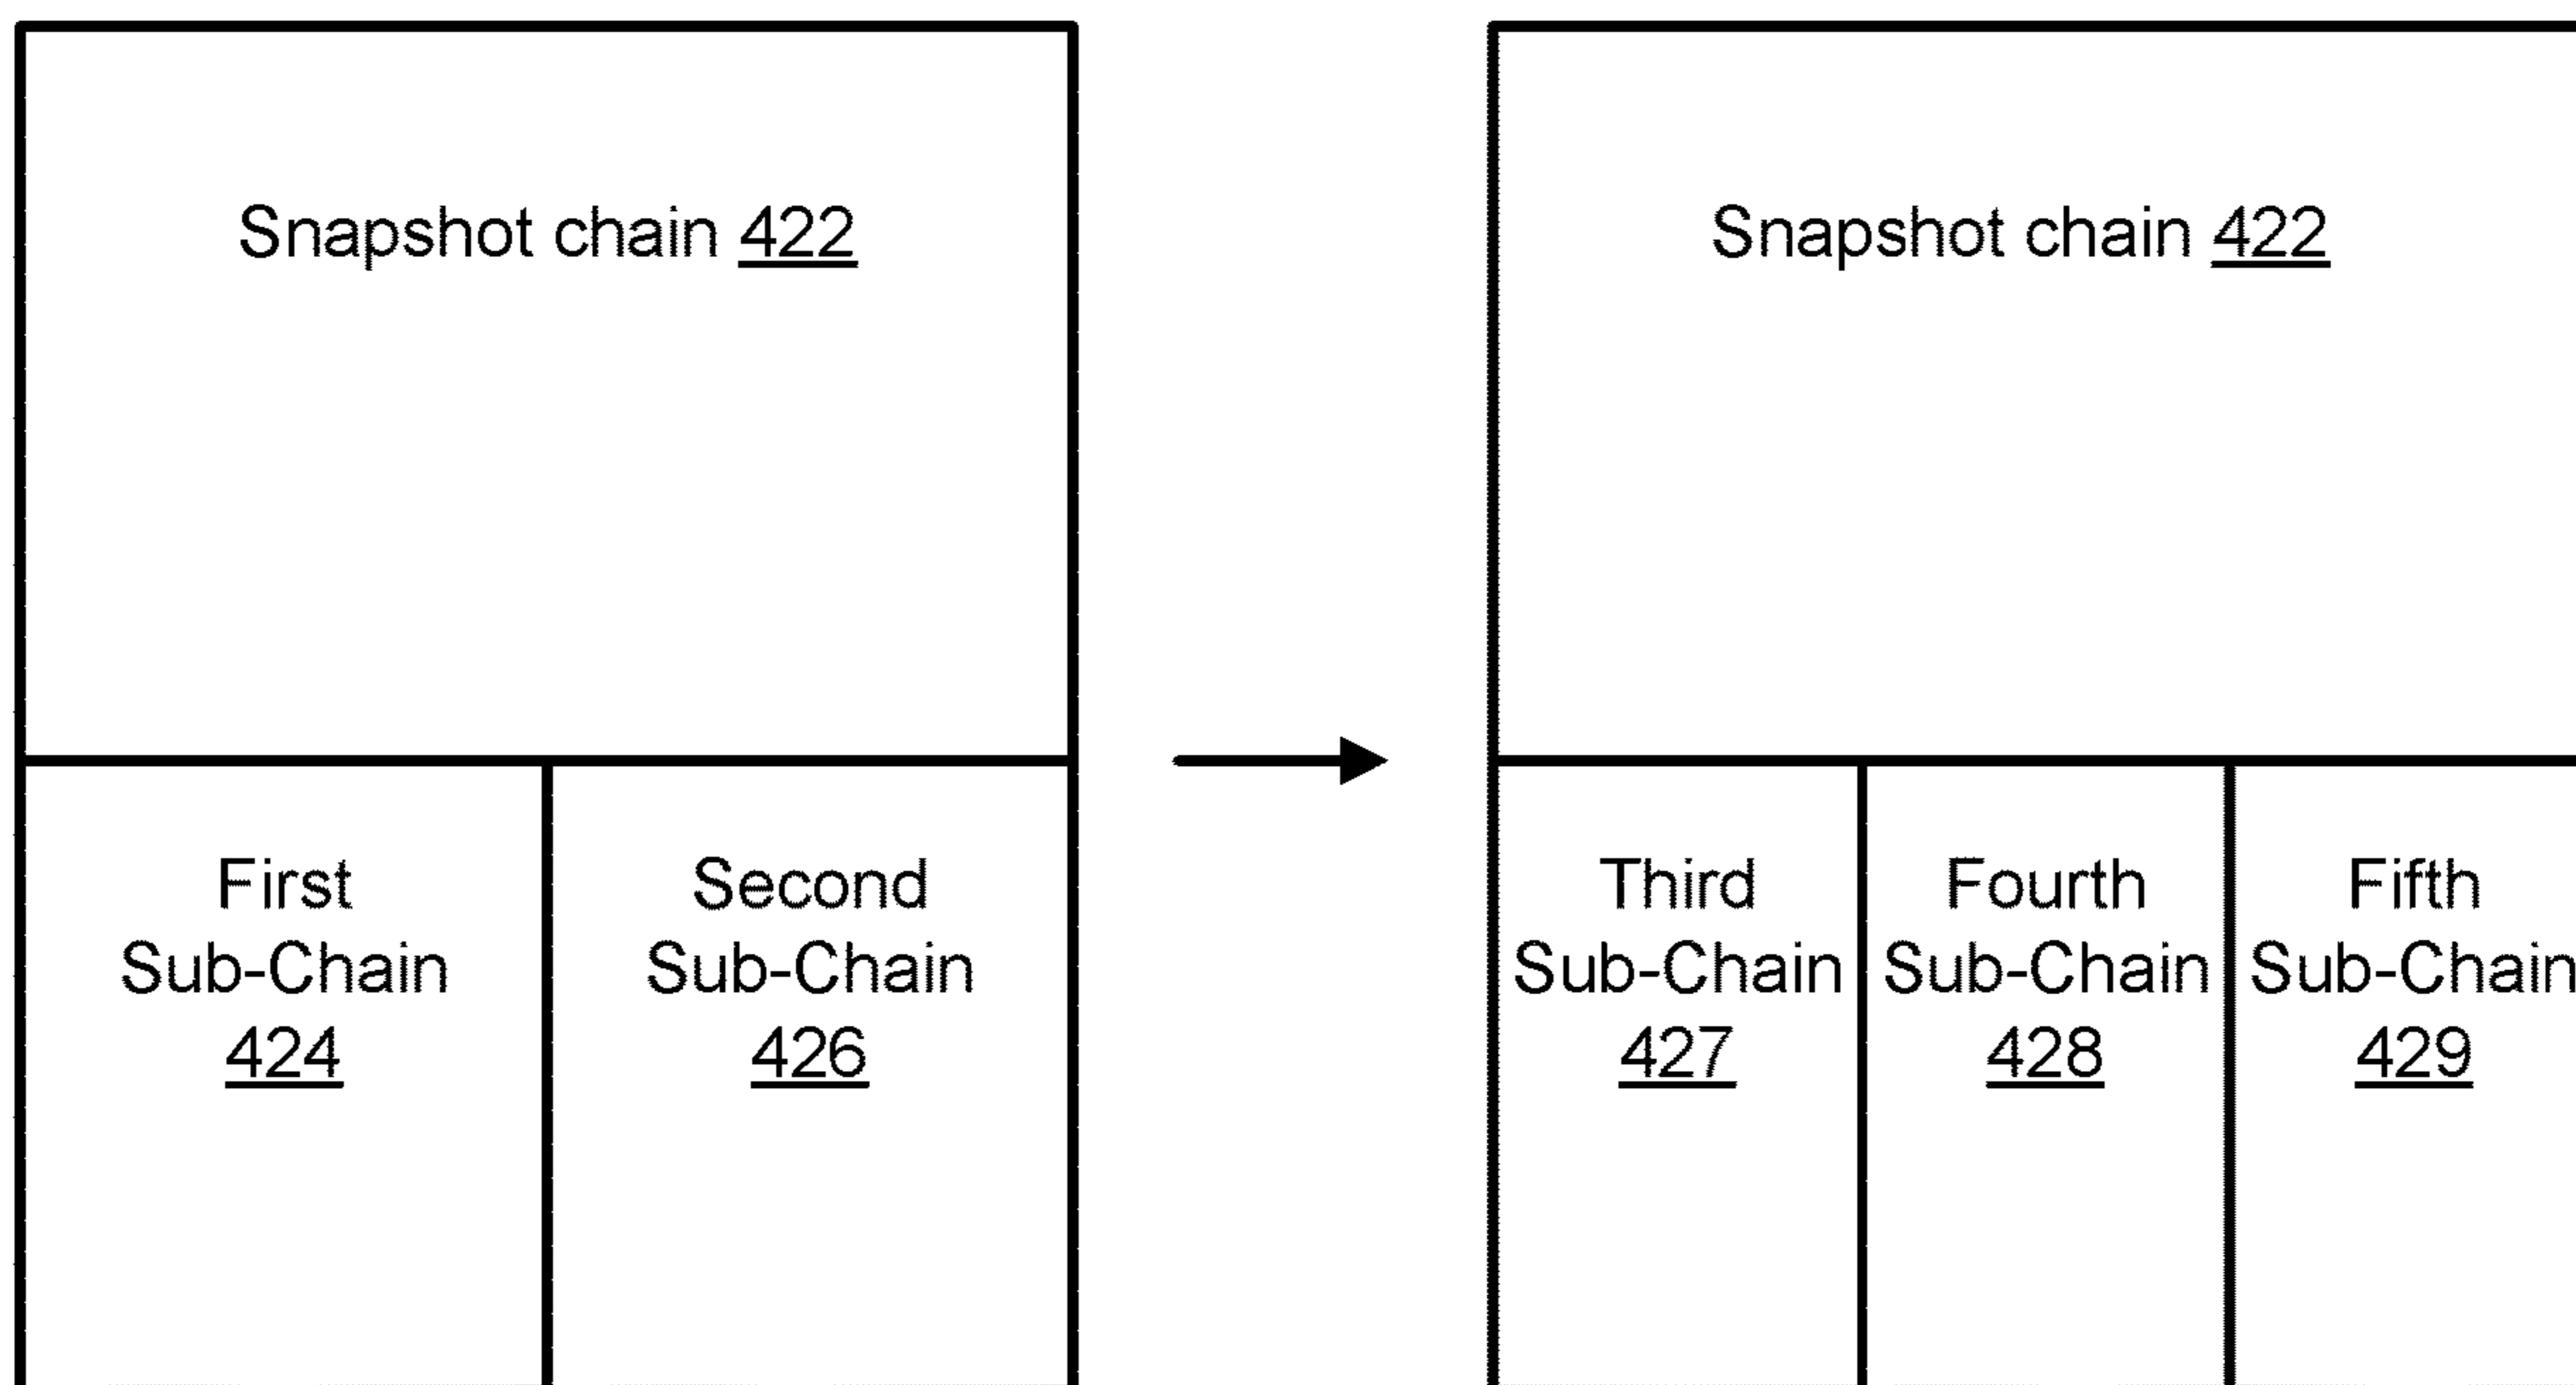 Snapshot chain 422
First
Sub-Chain
424
Second
Sub-Chain
426
Snapshot chain 422
Third
Sub-Chain
427
Fourth
Sub-Chain
428
Fifth
Sub-Chain
429